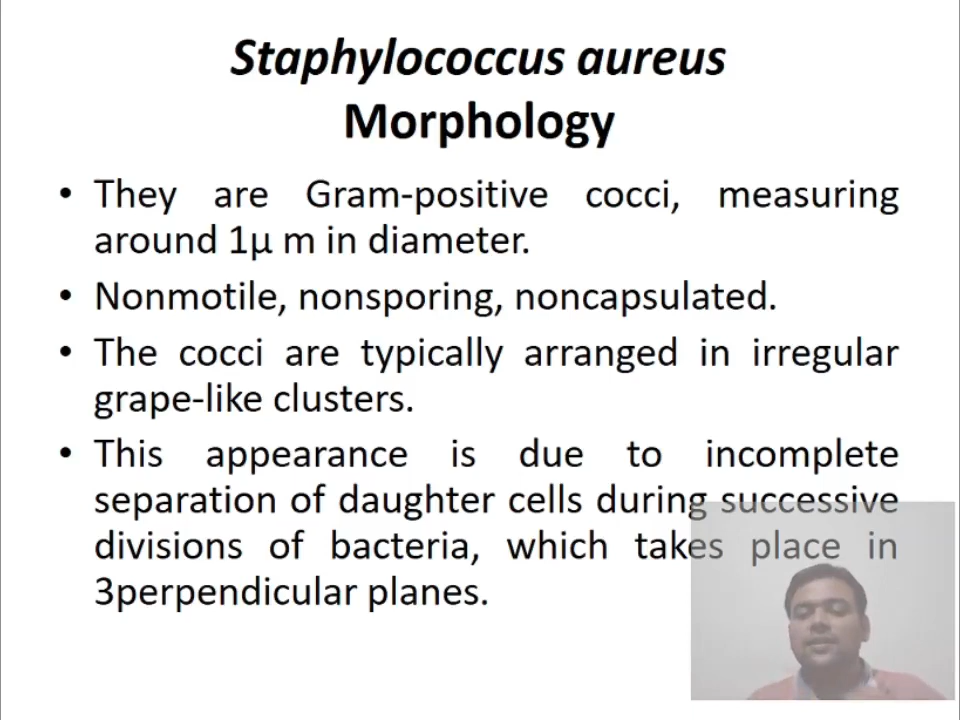 Staphylococcus aureus
Morphology
• They are Gram-positive cocci, measuring
around 1µ m in diameter.
• Nonmotile, nonsporing, noncapsulated.
• The cocci are typically arranged in irregular
grape-like clusters.
• This appearance is due to incomplete
separation of daughter cells during successive
divisions of bacteria, which takes place in
3perpendicular planes.